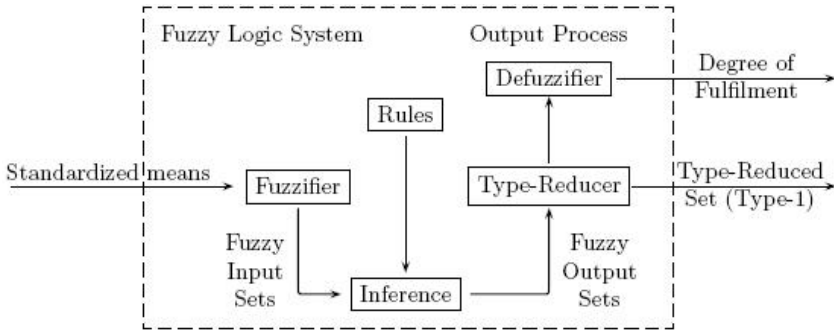 Fuzzy Logic System
Output Process
Defuzzifier
Degree of
Fulfilment
Rules
Standardized means
Fuzzifier
Type-Reducer
Type-Reduced
Set (Type-1)
Fuzzy
Input
Sets
Fuzzy
Output
Sets
Inference